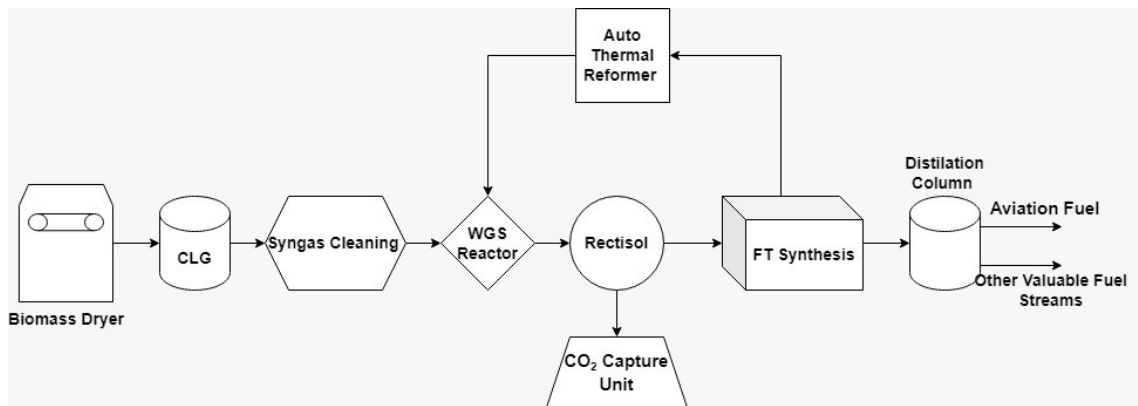 Auto
Thermal
Reformer
Distilation
Column
Aviation Fuel
CLG
Syngas Cleaning
WGS
Reactor
Rectisol
FT Synthesis
Other Valuable Fuel
Streams
Biomass Dryer
CO₂ Capture
Unit